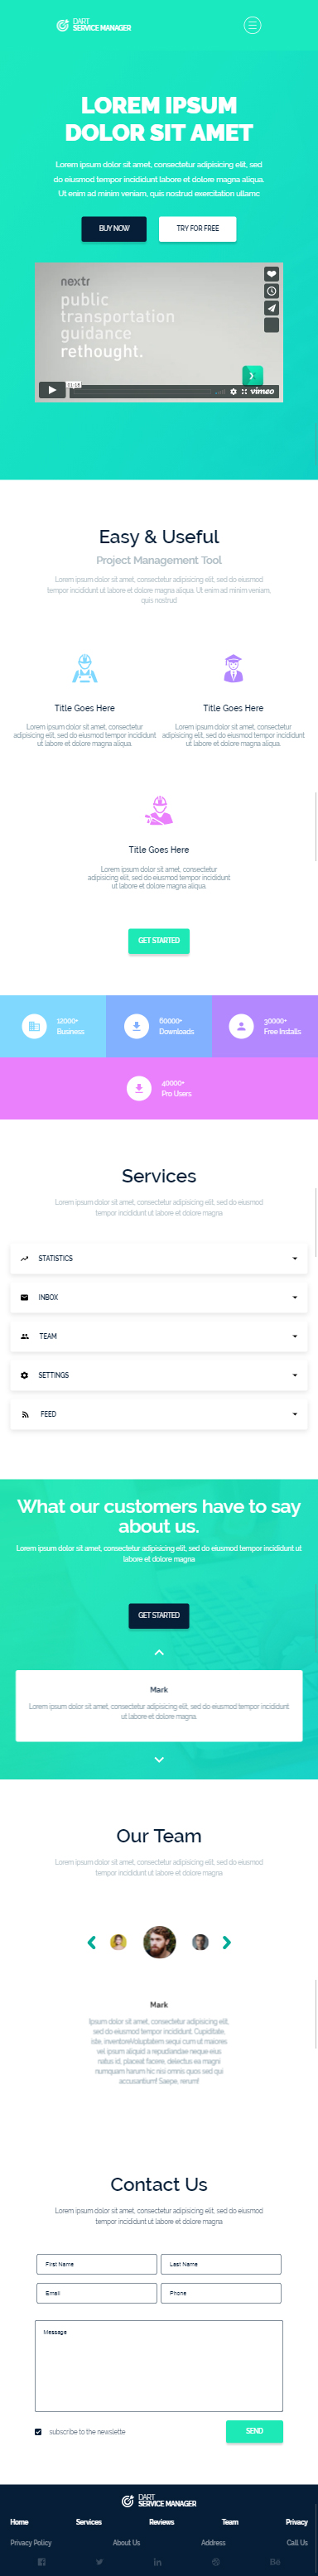 DART
SERVICE MANAGER
LOREM IPSUM
DOLOR SIT AMET
Lorem ipsum dolor sit amet, consectetur adipisicing elit, sed
do eiusmod tempor incididunt labore et dolore magna aliqua.
Ut enim ad minim veniam, quis nostrud exercitation ullamc
BUY NOW
TRY FOR FREE
nextr
public
transportation
guidance
rethought.
vimeo
Easy & Useful
Project Management Tool
Lorem ipsum dolor sit amet, consectetur adipisicing elit, sed do eiusmod
tempor incididunt ut labore et dolore magna aliqua. Ut enim ad minim veniam,
quis nostrud
Title Goes Here
Title Goes Here
Lorem ipsum dolor sit amet, consectetur
adipisicing elit, sed do eiusmod tempor incididunt
ut labore et dolore magna aliqua.
Lorem ipsum dolor sit amet, consectetur
adipisicing elit, sed do eiusmod tempor incididunt
ut labore et dolore magna aliqua.
Title Goes Here
Lorem ipsum dolor sit amet, consectetur
adipisicing elit, sed do eiusmod tempor incididunt
ut labore et dolore magna aliqua.
GET STARTED
12000+
Business
60000+
Downloads
30000+
Free Installs
40000+
Pro Users
Services
Lorem ipsum dolor sit amet, consectetur adipisicing elit, sed do eiusmod
tempor incididunt ut labore et dolore magna
STATISTICS
INBOX
TEAM
SETTINGS
FEED
What our customers have to say
about us.
Lorem ipsum dolor sit amet, consectetur adipisicing elit, sed do eiusmod tempor incididunt ut
labore et dolore magna
GET STARTED
Mark
Lorem ipsum dolor sit amet, consectetur adipisicing elit, sed do eiusmod tempor incididunt
ut labore et dolore magna
Our Team
Lorem ipsum dolor sit amet, consectetur adipisicing elit, sed do eiusmod
tempor incididunt ut labore et dolore magna
Mark
Ipsum dolor sit amet, consectetur adipisicing elit,
sed do eiusmod tempor incididunt. Cupiditate,
iste, inventoreVoluptatem sequi cum ut maiores
vel ipsum aliquid a repudiandae neque eius
natus id, placeat facere, delectus ea magni
numquam harum hic nisi omnis quos sed qui
accusantium! Saepe, rerum!
Contact Us
Lorem ipsum dolor sit amet, consectetur adipisicing elit, sed do eiusmod
tempor incididunt ut labore et dolore magna
First Name
Last Name
Email
Phone
Message
subscribe to the newsletter
SEND
DART
SERVICE MANAGER
Home
Services
Reviews
Team
Privacy
Privacy Policy
About Us
Address
Call Us